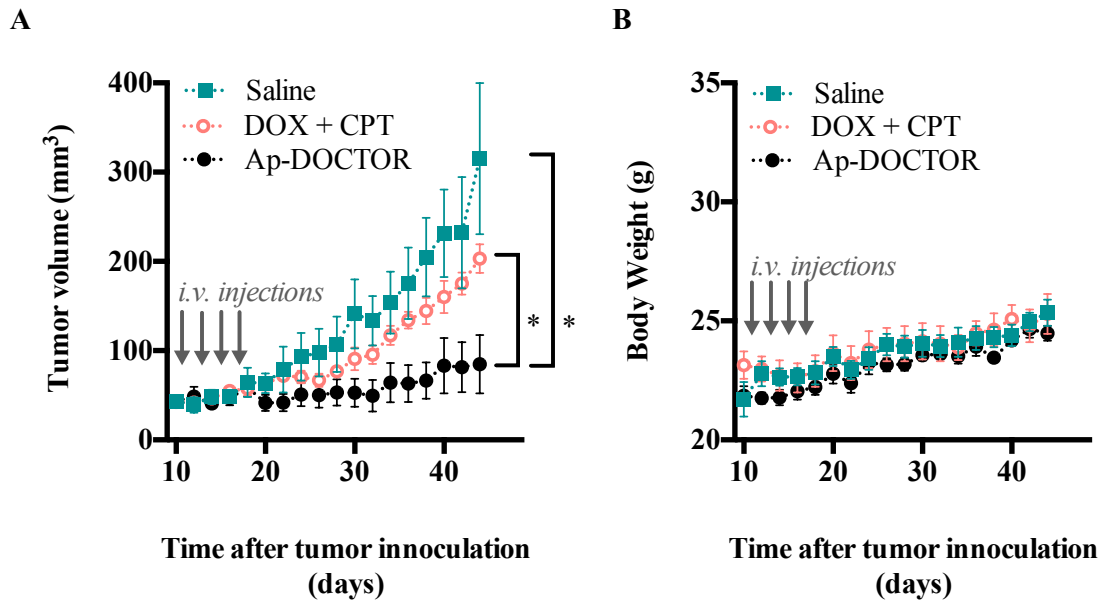 A
Tumor volume (mm³)
400
300
200
100
0
Saline
DOX + CPT
Ap-DOCTOR
i.v. injections
* *
10 20 30 40
Time after tumor innoculation
(days)
B
Body Weight (g)
35
30
25
20
Saline
DOX + CPT
Ap-DOCTOR
i.v. injections
10 20 30 40
Time after tumor innoculation
(days)